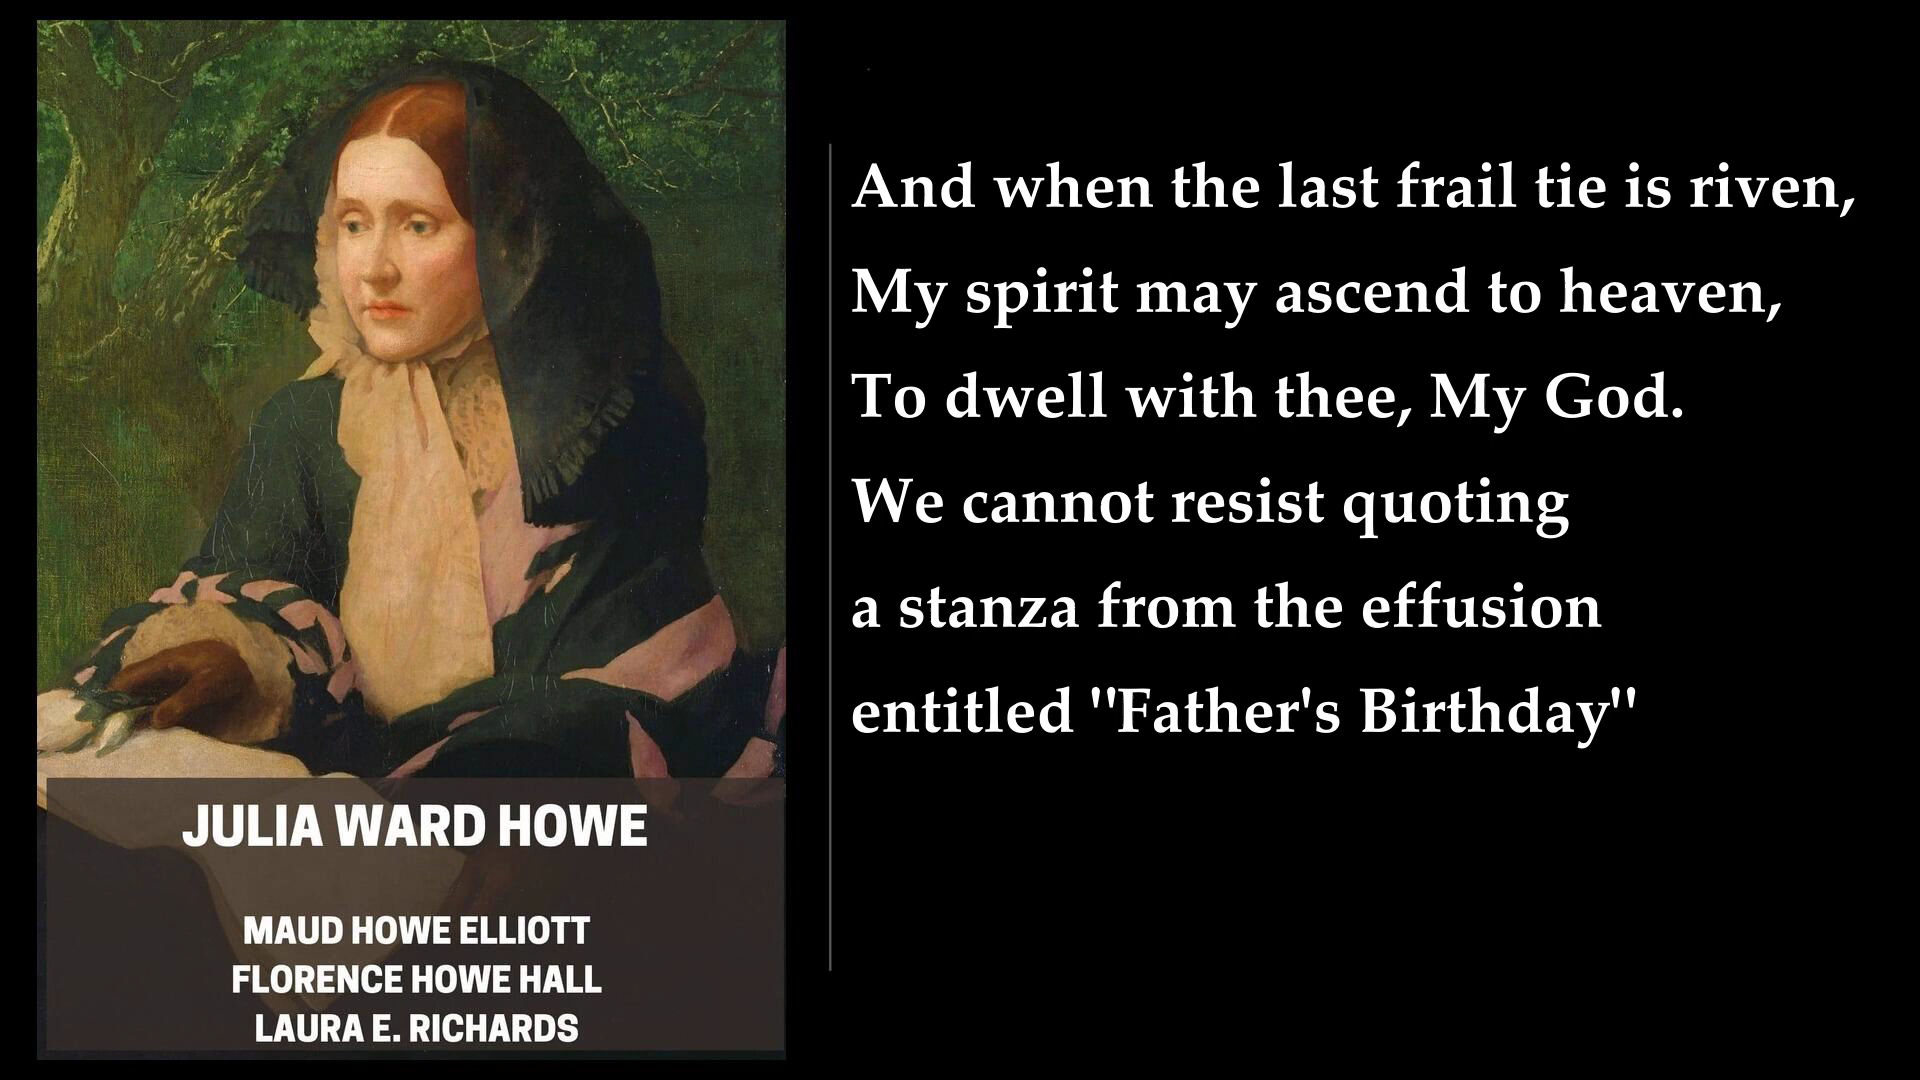 And when the last frail tie is riven,
My spirit may ascend to heaven,
To dwell with thee, My God.
We cannot resist quoting
a stanza from the effusion
entitled "Father's Birthday"
JULIA WARD HOWE
MAUD HOWE ELLIOTT
FLORENCE HOWE HALL
LAURA E. RICHARDS